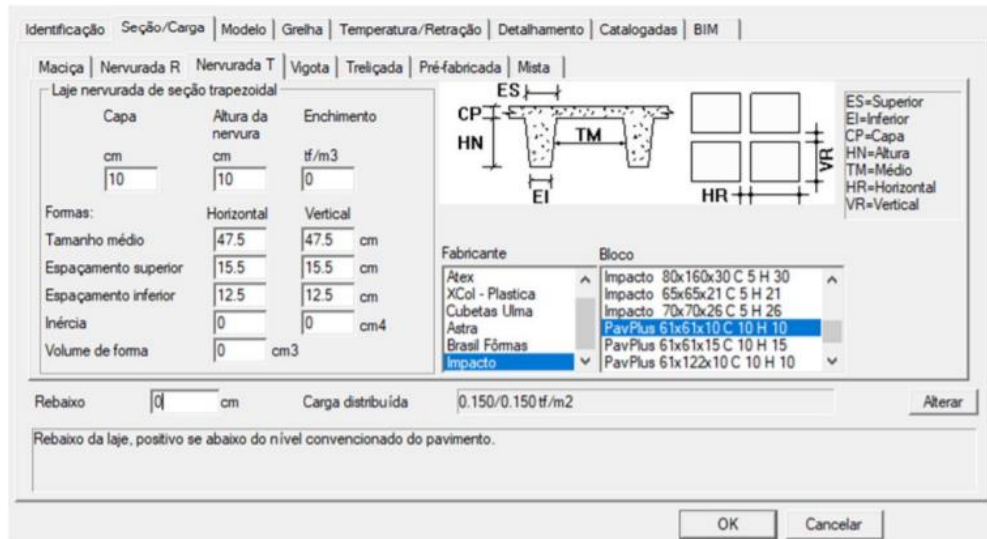 Identificação Seção/Carga Modelo Grelha Temperatura/Retração Detalhamento Catalogadas BIM
Maciça Nervurada R Nervurada T Vigota Treliçada Pré-fabricada Mista
Laje nervurada de seção trapezoidal
Capa Altura da nervura Enchimento
cm cm tf/m3
10 10 0
Formas: Horizontal Vertical
Tamanho médio 47.5 47.5 cm
Espaçamento superior 15.5 15.5 cm
Espaçamento inferior 12.5 12.5 cm
Inércia 0 0 cm4
Volume de forma 0 cm3
ES
CP
HN
TM
EI
VR
HR
ES=Superior
EI=Inferior
CP=Capa
HN=Altura
TM=Médio
HR=Horizontal
VR=Vertical
Fabricante
Atex
XCol - Plastica
Cubetas Ulma
Astra
Brasil Fôrmas
Impacto
Bloco
Impacto 80x160x30 C 5 H 30
Impacto 65x65x21 C 5 H 21
Impacto 70x70x26 C 5 H 26
PavPlus 61x61x10 C 10 H 10
PavPlus 61x61x15 C 10 H 15
PavPlus 61x122x10 C 10 H 10
Rebaixo 0 cm Carga distribuída 0.150/0.150 tf/m2 Alterar
Rebaixo da laje, positivo se abaixo do nível convencionado do pavimento.
OK Cancelar